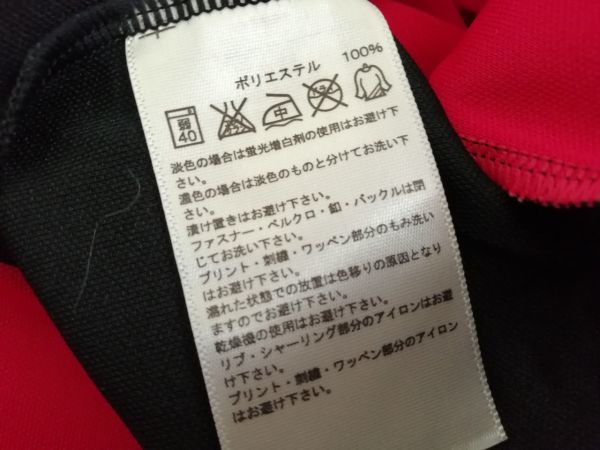 ポリエステル 100%
弱
40
中
淡色の場合は蛍光増白剤の使用はお避け下
さい。
濃色の場合は淡色のものと分けてお洗い下
さい。
漬け置きはお避け下さい。
ファスナー・ベルクロ・釦・バックルは閉
じてお洗い下さい。
プリント・刺繍・ワッペン部分のもみ洗い
はお避け下さい。
濡れた状態での放置は色移りの原因となり
ますのでお避け下さい。
乾燥機の使用はお避け下さい。
リブ・シャーリング部分のアイロンはお避
け下さい。
プリント・刺繍・ワッペン部分のアイロン
はお避け下さい。